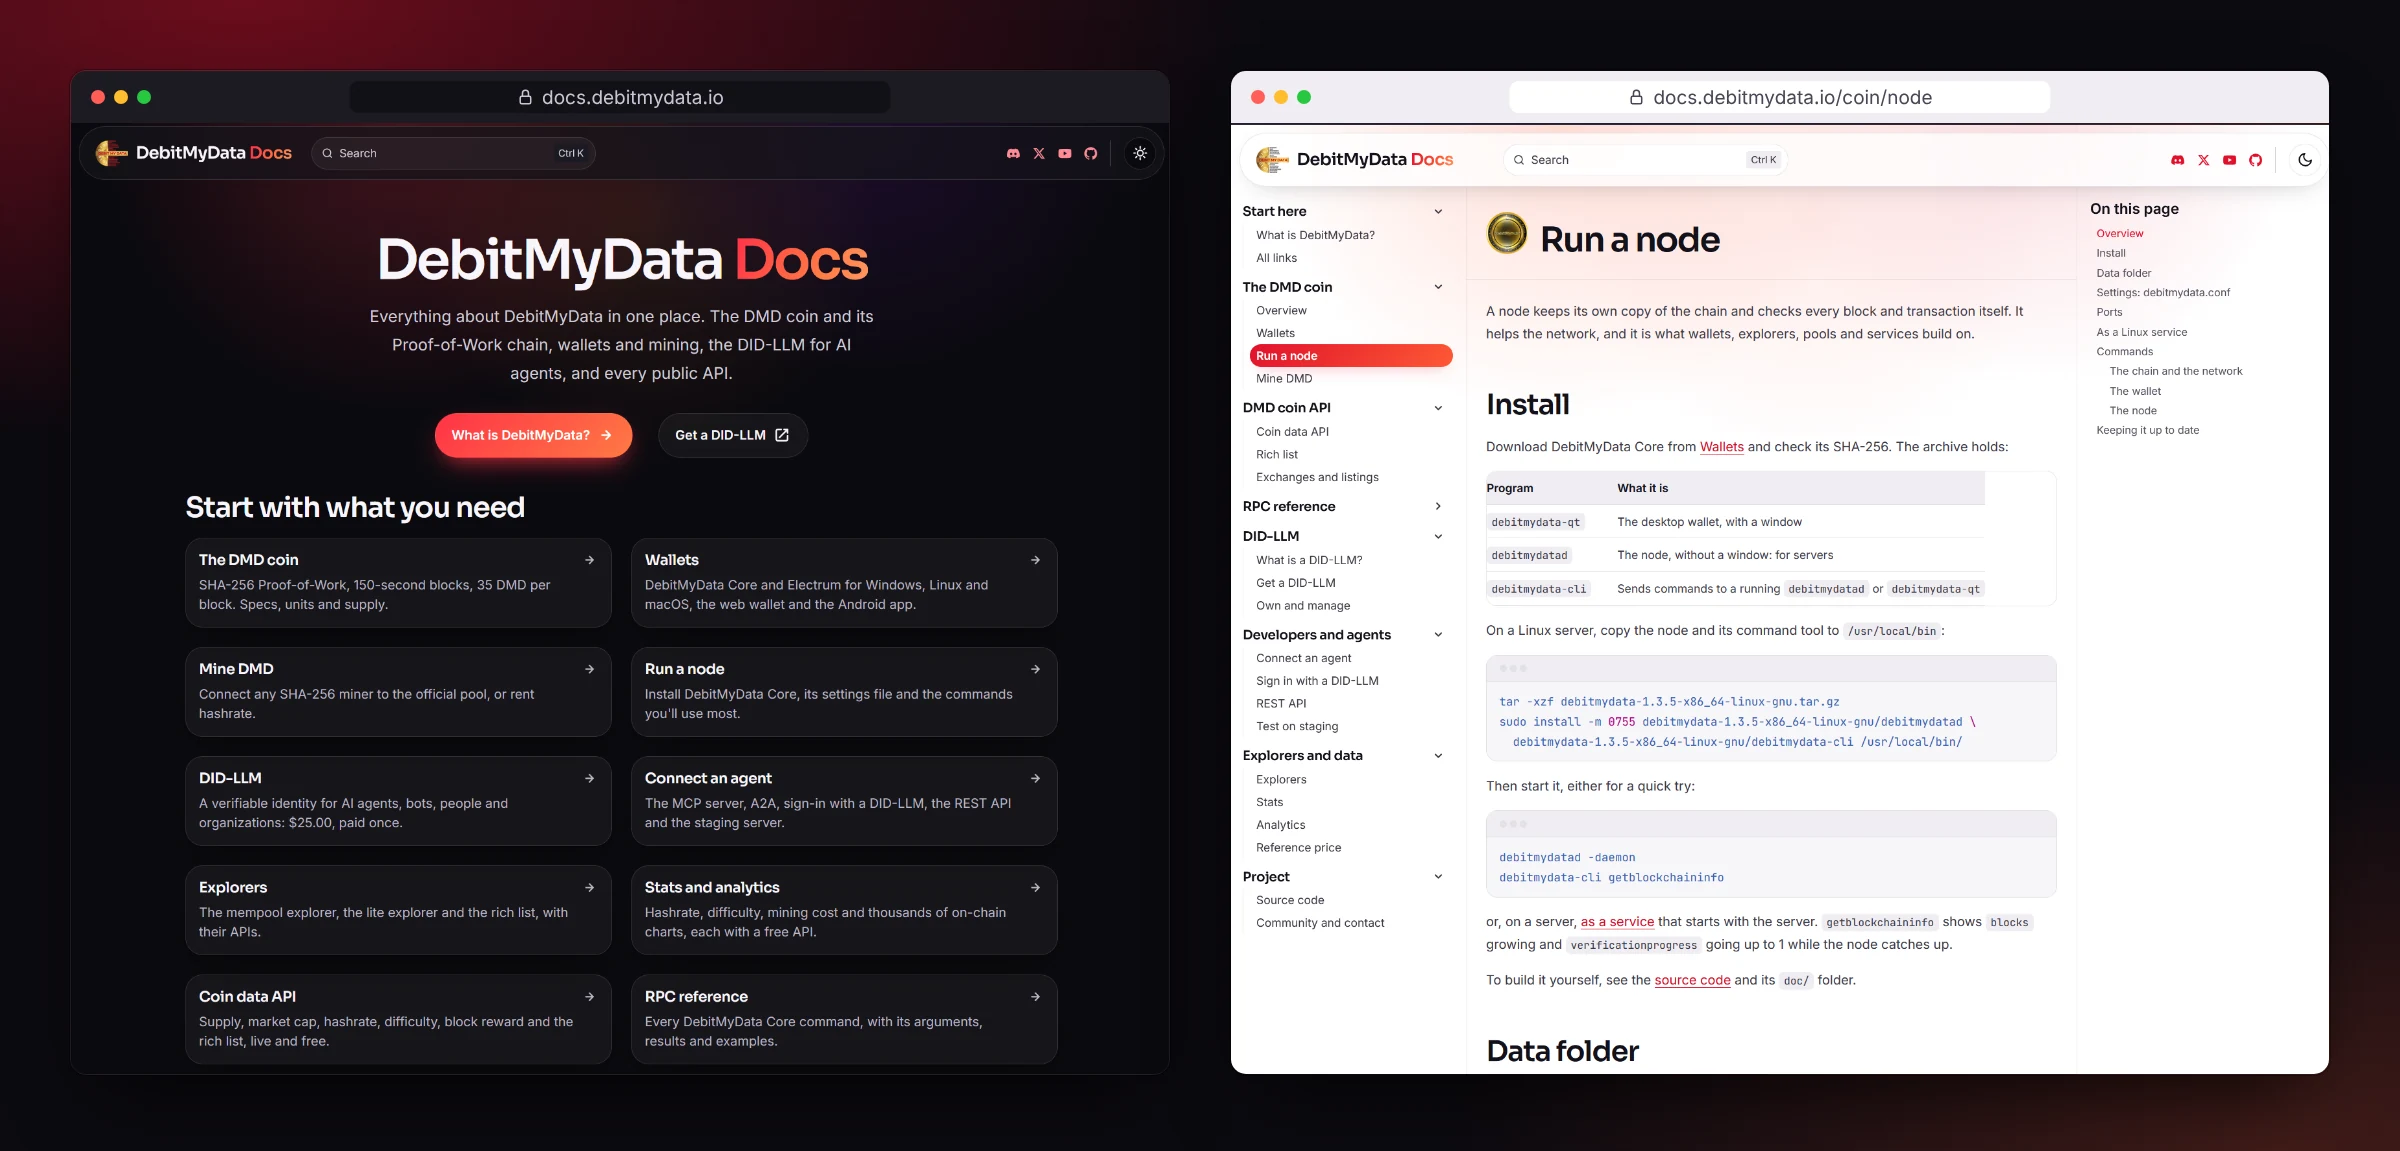 docs.debitmydata.io
DebitMyData Docs
Search
Ctrl K
DebitMyData Docs
Everything about DebitMyData in one place. The DMD coin and its
Proof-of-Work chain, wallets and mining, the DID-LLM for AI
agents, and every public API.
What is DebitMyData?
Get a DID-LLM
Start with what you need
The DMD coin
SHA-256 Proof-of-Work, 150-second blocks, 35 DMD per
block. Specs, units and supply.
Wallets
DebitMyData Core and Electrum for Windows, Linux and
macOS, the web wallet and the Android app.
Mine DMD
Connect any SHA-256 miner to the official pool, or rent
hashrate.
Run a node
Install DebitMyData Core, its settings file and the commands
you'll use most.
DID-LLM
A verifiable identity for AI agents, bots, people and
organizations: $25.00, paid once.
Connect an agent
The MCP server, A2A, sign-in with a DID-LLM, the REST API
and the staging server.
Explorers
The mempool explorer, the lite explorer and the rich list, with
their APIs.
Stats and analytics
Hashrate, difficulty, mining cost and thousands of on-chain
charts, each with a free API.
Coin data API
Supply, market cap, hashrate, difficulty, block reward and the
rich list, live and free.
RPC reference
Every DebitMyData Core command, with its arguments,
results and examples.
docs.debitmydata.io/coin/node
DebitMyData Docs
Search
Ctrl K
Start here
What is DebitMyData?
All links
The DMD coin
Overview
Wallets
Run a node
Mine DMD
DMD coin API
Coin data API
Rich list
Exchanges and listings
RPC reference
DID-LLM
What is a DID-LLM?
Get a DID-LLM
Own and manage
Developers and agents
Connect an agent
Sign in with a DID-LLM
REST API
Test on staging
Explorers and data
Explorers
Stats
Analytics
Reference price
Project
Source code
Community and contact
Run a node
A node keeps its own copy of the chain and checks every block and transaction itself. It
helps the network, and it is what wallets, explorers, pools and services build on.
Install
Download DebitMyData Core from Wallets and check its SHA-256. The archive holds:
Program What it is
debitmydata-qt The desktop wallet, with a window
debitmydatad The node, without a window: for servers
debitmydata-cli Sends commands to a running debitmydatad or debitmydata-qt
On a Linux server, copy the node and its command tool to /usr/local/bin:
tar -xzf debitmydata-1.3.5-x86_64-linux-gnu.tar.gz
sudo install -m 0755 debitmydata-1.3.5-x86_64-linux-gnu/debitmydatad \
debitmydata-1.3.5-x86_64-linux-gnu/debitmydata-cli /usr/local/bin/
Then start it, either for a quick try:
debitmydatad -daemon
debitmydata-cli getblockchaininfo
or, on a server, as a service that starts with the server. getblockchaininfo shows blocks
growing and verificationprogress going up to 1 while the node catches up.
To build it yourself, see the source code and its doc/ folder.
Data folder
On this page
Overview
Install
Data folder
Settings: debitmydata.conf
Ports
As a Linux service
Commands
The chain and the network
The wallet
The node
Keeping it up to date